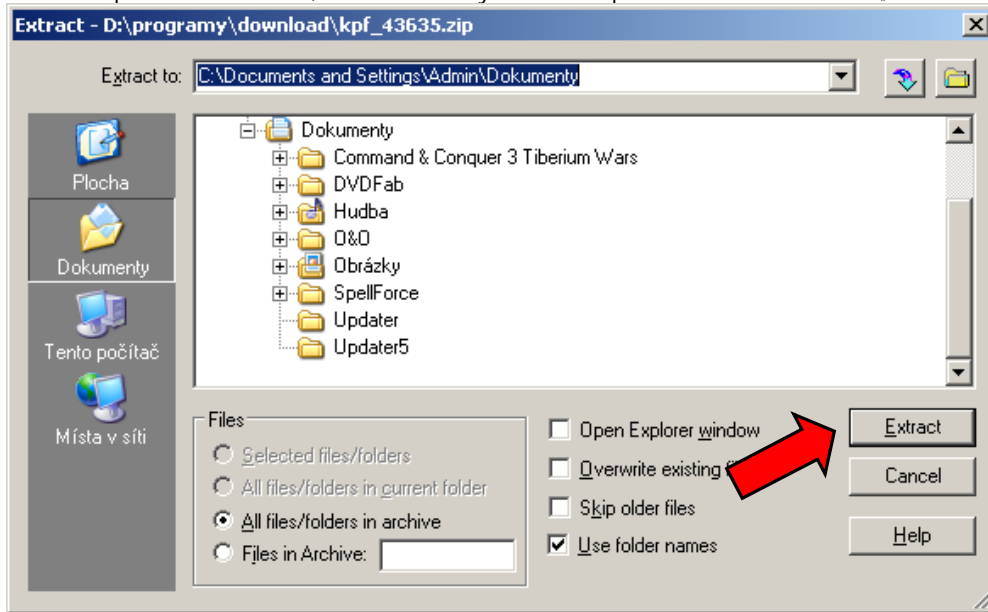 Extract - D:\programy\download\kpf_43635.zip
Extract to: C:\Documents and Settings\Admin\Dokumenty
Plocha
Dokumenty
Tento počítač
Místa v síti
Dokumenty
Command & Conquer 3 Tiberium Wars
DVDFab
Hudba
O&O
Obrázky
SpellForce
Updater
Updater5
Files
Selected files/folders
All files/folders in current folder
All files/folders in archive
Files in Archive:
Open Explorer window
Overwrite existing
Skip older files
Use folder names
Extract
Cancel
Help